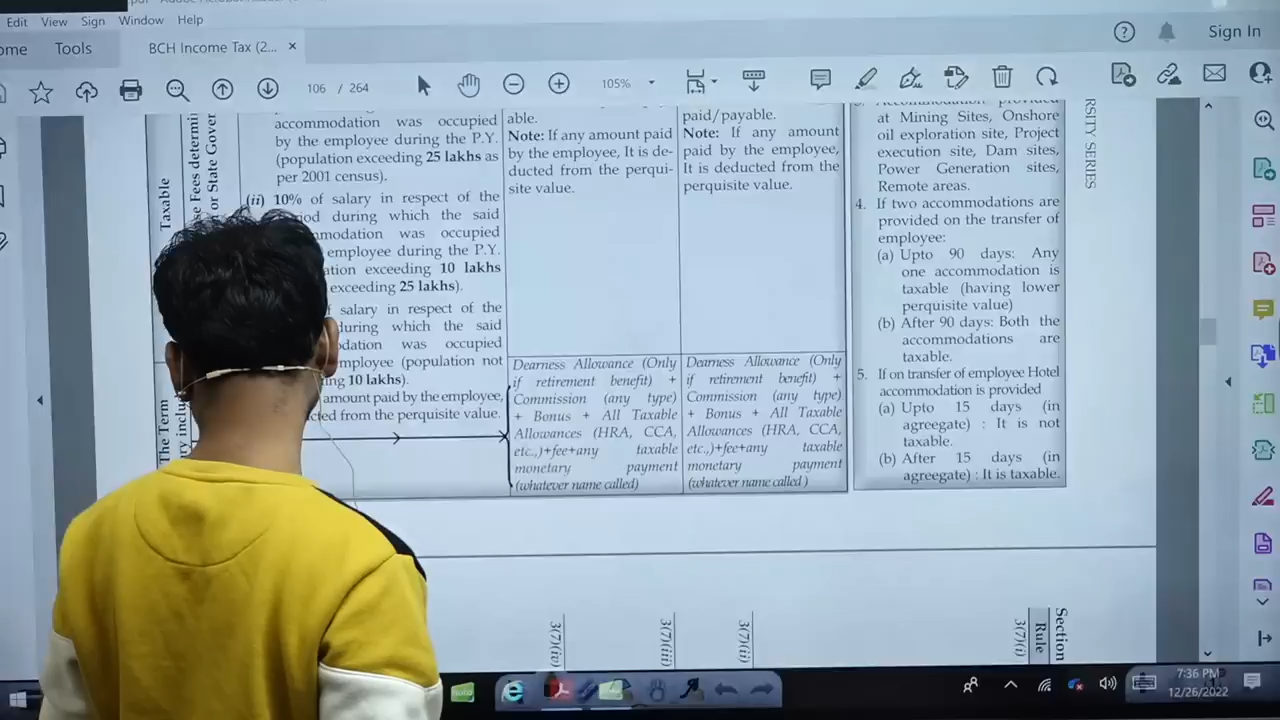 Edit View Sign Window Help
Tools
BCH Income Tax (2... ×
Sign In
106 / 264
105%
Taxable
Fees determi
or State Gover
The Term
accommodation was occupied
by the employee during the P.Y.
(population exceeding 25 lakhs as
per 2001 census).
(ii) 10% of salary in respect of the
during which the said
was occupied
employee during the P.Y.
exceeding 10 lakhs
exceeding 25 lakhs).
salary in respect of the
during which the said
was occupied
(population not
10 lakhs).
amount paid by the employee,
from the perquisite value.
able.
Note: If any amount paid
by the employee, It is de-
ducted from the perqui-
site value.
Dearness Allowance (Only
if retirement benefit) +
Commission (any type)
+ Bonus + All Taxable
Allowances (HRA, CCA,
etc.,)+fee+any taxable
monetary payment
(whatever name called)
paid/payable.
Note: If any amount
paid by the employee,
It is deducted from the
perquisite value.
Dearness Allowance (Only
if retirement benefit) +
Commission (any type)
+ Bonus + All Taxable
Allowances (HRA, CCA,
etc.,)+fee+any taxable
monetary payment
(whatever name called )
at Mining Sites, Onshore
oil exploration site, Project
execution site, Dam sites,
Power Generation sites,
Remote areas.
4. If two accommodations are
provided on the transfer of
employee:
(a) Upto 90 days: Any
one accommodation is
taxable (having lower
perquisite value)
(b) After 90 days: Both the
accommodations are
taxable.
5. If on transfer of employee Hotel
accommodation is provided
(a) Upto 15 days (in
agreegate) : It is not
taxable.
(b) After 15 days (in
agreegate) : It is taxable.
RSITY SERIES
3(7)(iv)
3(7)(iii)
3(7)(ii)
3(7)(i)
Rule
Section
7:36 PM
12/26/2022